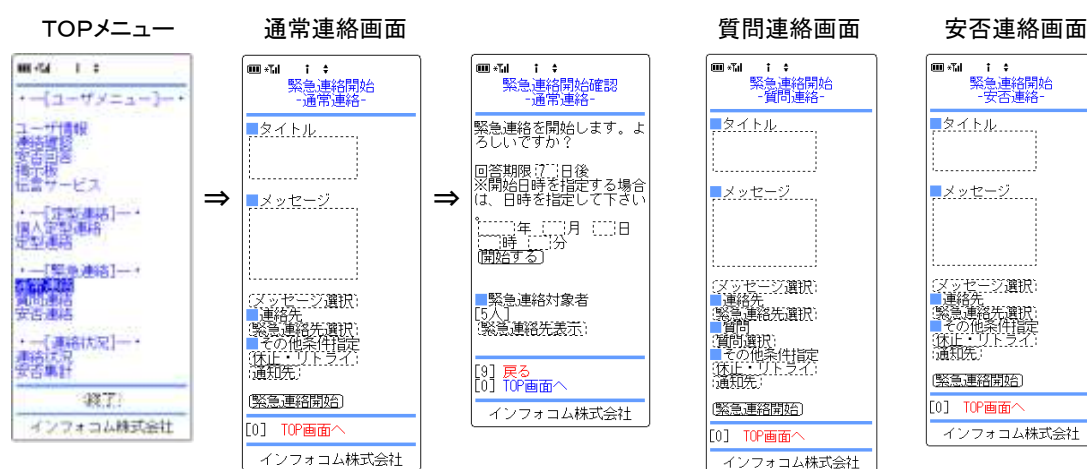 TOPメニュー
・―[ユーザメニュー]―・
ユーザ情報
連絡確認
安否回答
掲示板
伝言サービス
・―[定型連絡]―・
個人定型連絡
定型連絡
・―[緊急連絡]―・
通常連絡
質問連絡
安否連絡
・―[連絡状況]―・
連絡状況
安否集計
終了
インフォコム株式会社
⇒
通常連絡画面
緊急連絡開始
-通常連絡-
■タイトル
■メッセージ
メッセージ選択
■連絡先
緊急連絡先選択
■その他条件指定
休止・リトライ
通知先
緊急連絡開始
[0] TOP画面へ
インフォコム株式会社
⇒
緊急連絡開始確認
-通常連絡-
緊急連絡を開始します。よ
ろしいですか？
回答期限 7 日後
※開始日時を指定する場合
は、日時を指定して下さい
。
年 月 日
時 分
開始する
■緊急連絡対象者
[5人]
緊急連絡先表示
[9] 戻る
[0] TOP画面へ
インフォコム株式会社
質問連絡画面
緊急連絡開始
-質問連絡-
■タイトル
■メッセージ
メッセージ選択
■連絡先
緊急連絡先選択
■質問
質問選択
■その他条件指定
休止・リトライ
通知先
緊急連絡開始
[0] TOP画面へ
インフォコム株式会社
安否連絡画面
緊急連絡開始
-安否連絡-
■タイトル
■メッセージ
メッセージ選択
■連絡先
緊急連絡先選択
■その他条件指定
休止・リトライ
通知先
緊急連絡開始
[0] TOP画面へ
インフォコム株式会社